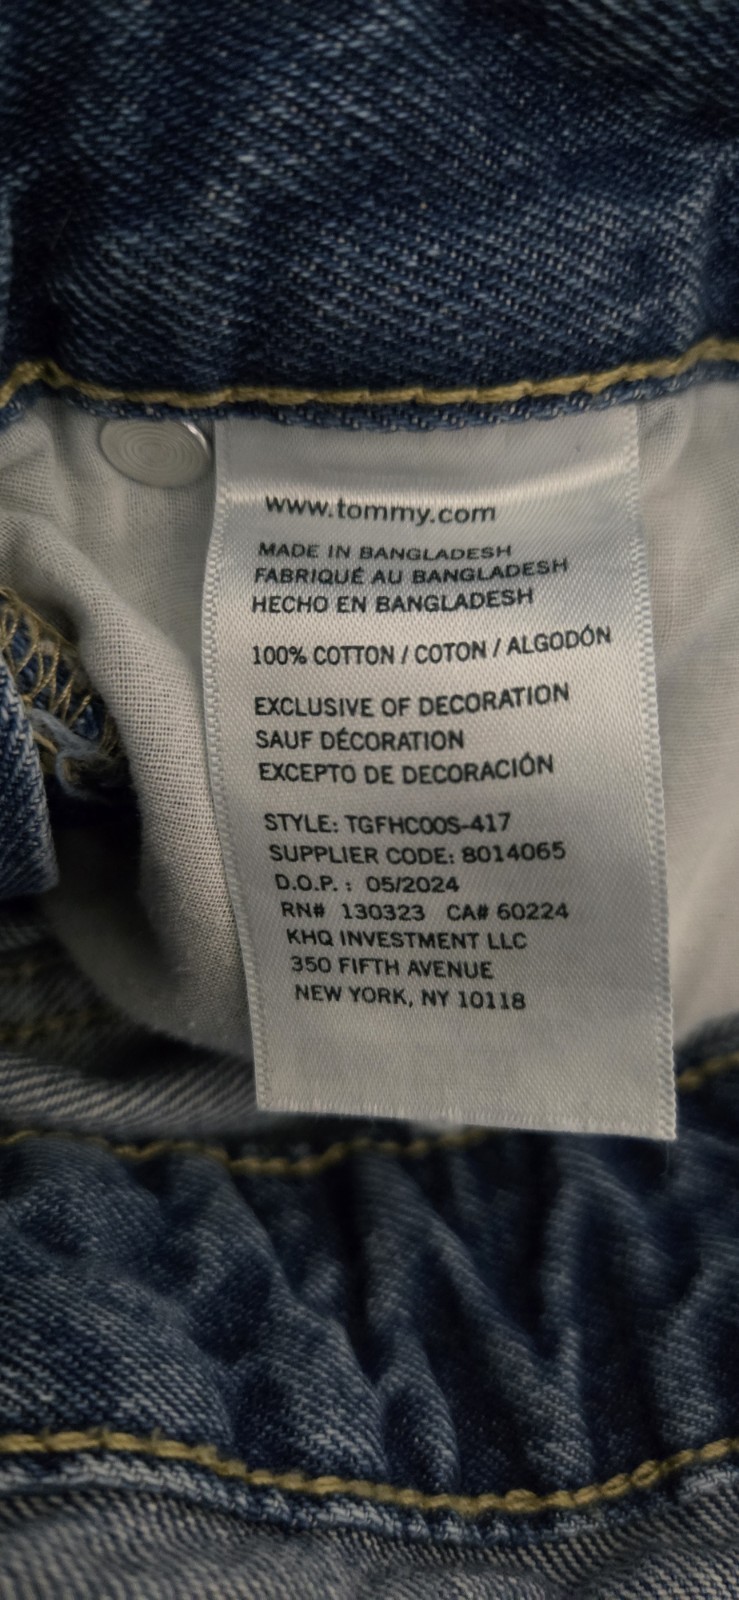 www.tommy.com
MADE IN BANGLADESH
FABRIQUÉ AU BANGLADESH
HECHO EN BANGLADESH
100% COTTON / COTON / ALGODÓN
EXCLUSIVE OF DECORATION
SAUF DÉCORATION
EXCEPTO DE DECORACIÓN
STYLE: TGFHC00S-417
SUPPLIER CODE: 8014065
D.O.P. : 05/2024
RN# 130323 CA# 60224
KHQ INVESTMENT LLC
350 FIFTH AVENUE
NEW YORK, NY 10118